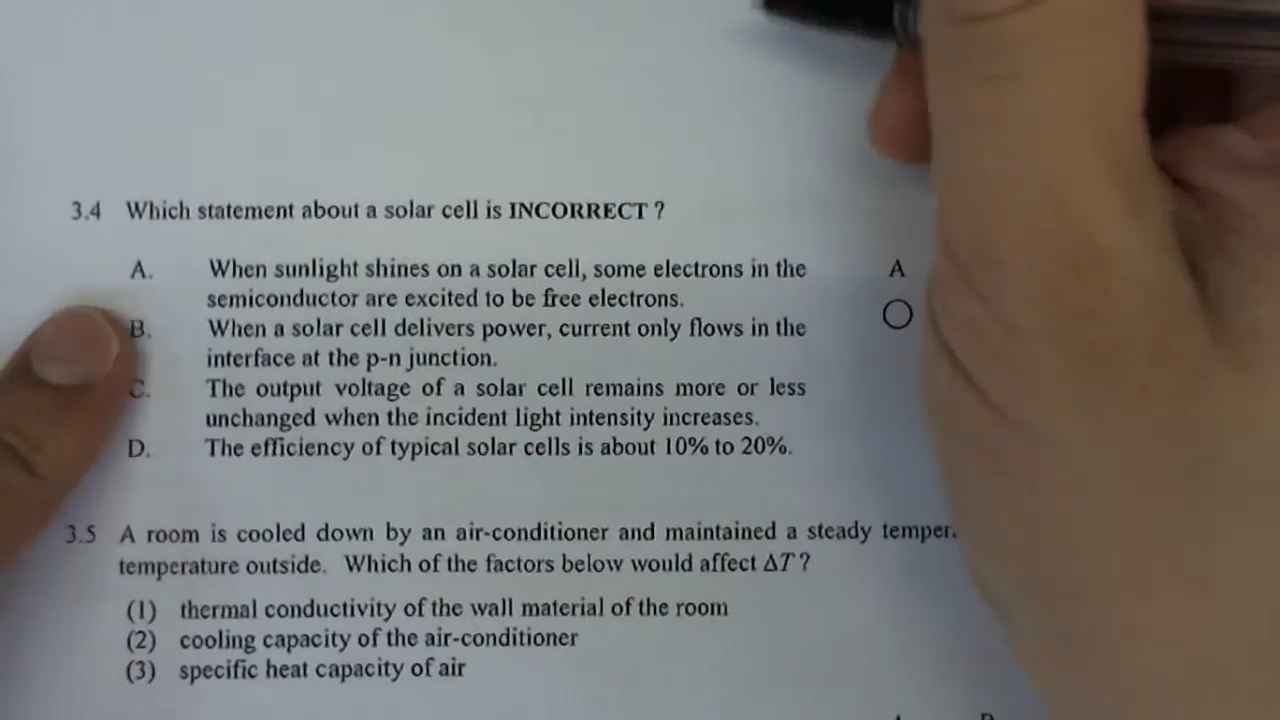 3.4 Which statement about a solar cell is INCORRECT ?
A. When sunlight shines on a solar cell, some electrons in the
A
semiconductor are excited to be free electrons.
B. When a solar cell delivers power, current only flows in the
interface at the p-n junction.
C. The output voltage of a solar cell remains more or less
unchanged when the incident light intensity increases.
D. The efficiency of typical solar cells is about 10% to 20%.
3.5 A room is cooled down by an air-conditioner and maintained a steady
temperature outside. Which of the factors below would affect ΔT ?
(1) thermal conductivity of the wall material of the room
(2) cooling capacity of the air-conditioner
(3) specific heat capacity of air